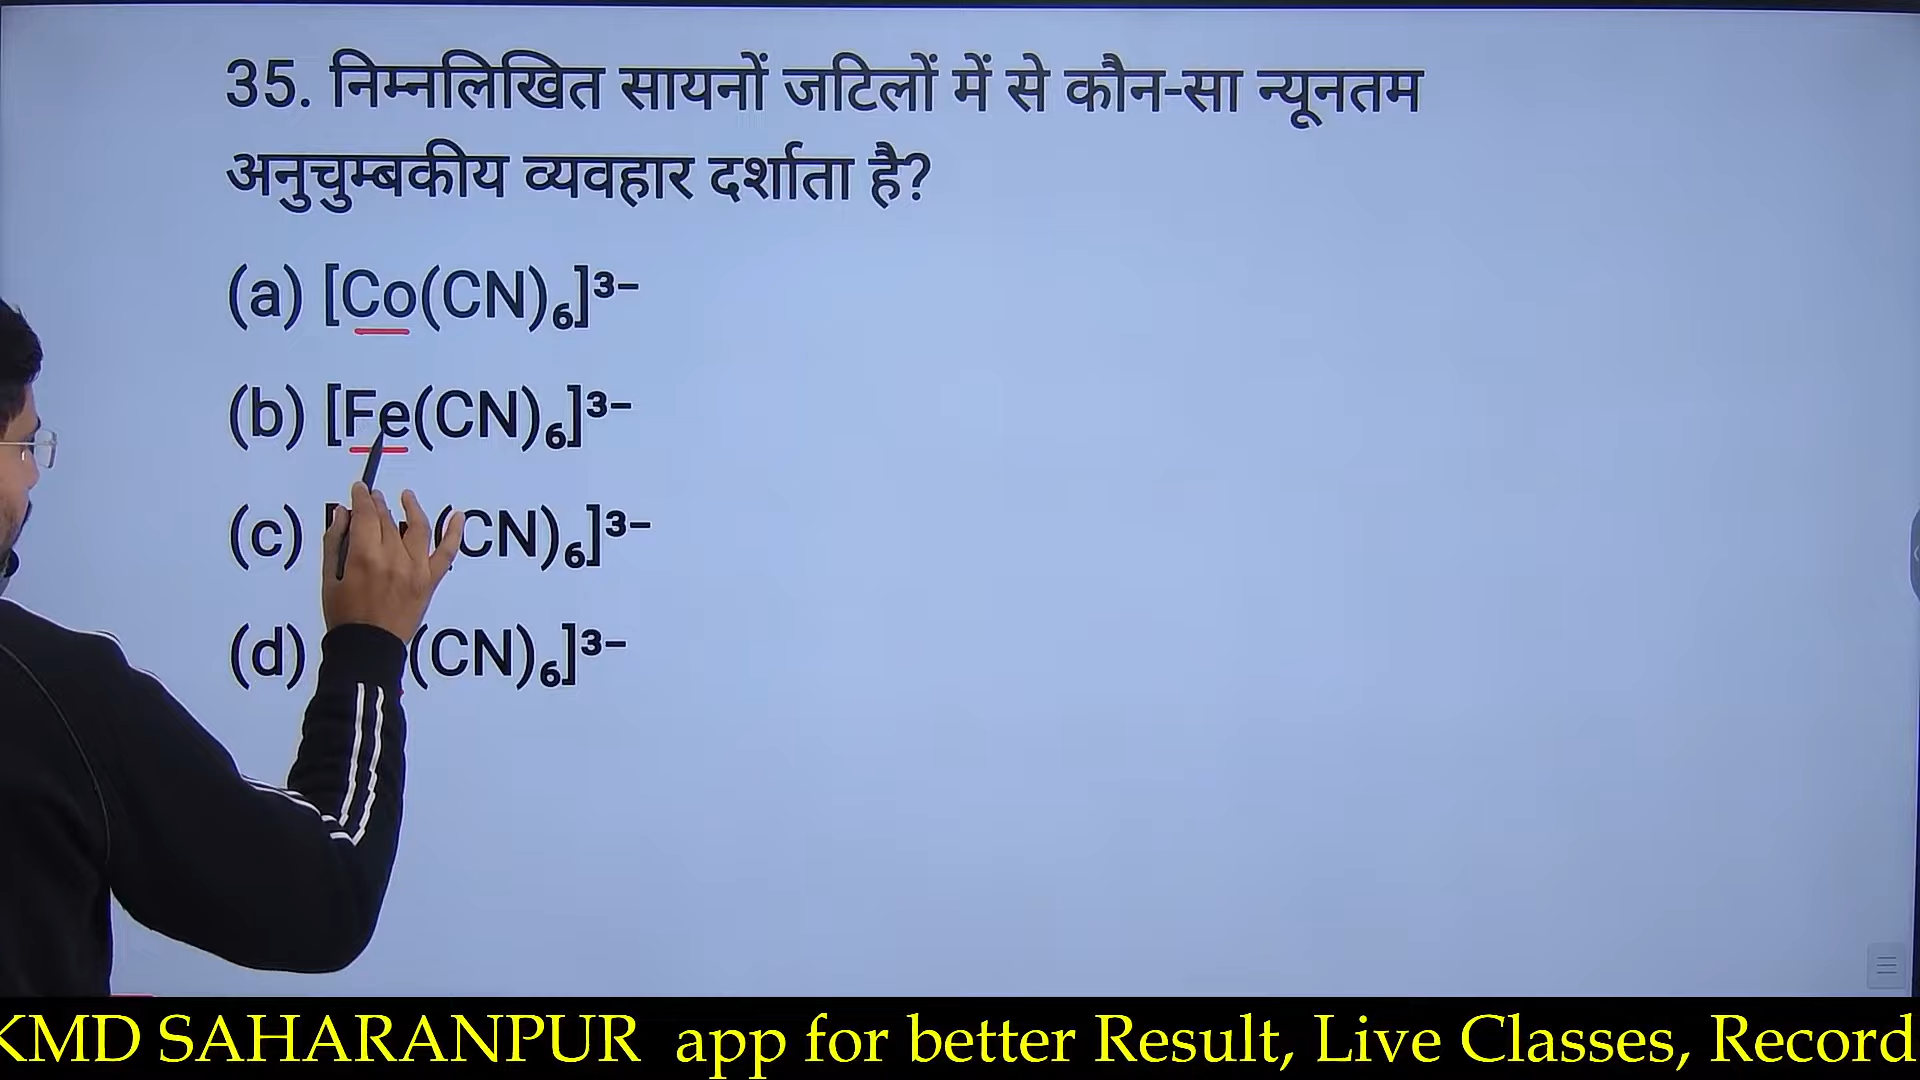 35. निम्नलिखित सायनों जटिलों में से कौन-सा न्यूनतम
अनुचुम्बकीय व्यवहार दर्शाता है?
(a) [Co(CN)₆]³⁻
(b) [Fe(CN)₆]³⁻
(c) (CN)₆]³⁻
(d) (CN)₆]³⁻
KMD SAHARANPUR app for better Result, Live Classes, Record